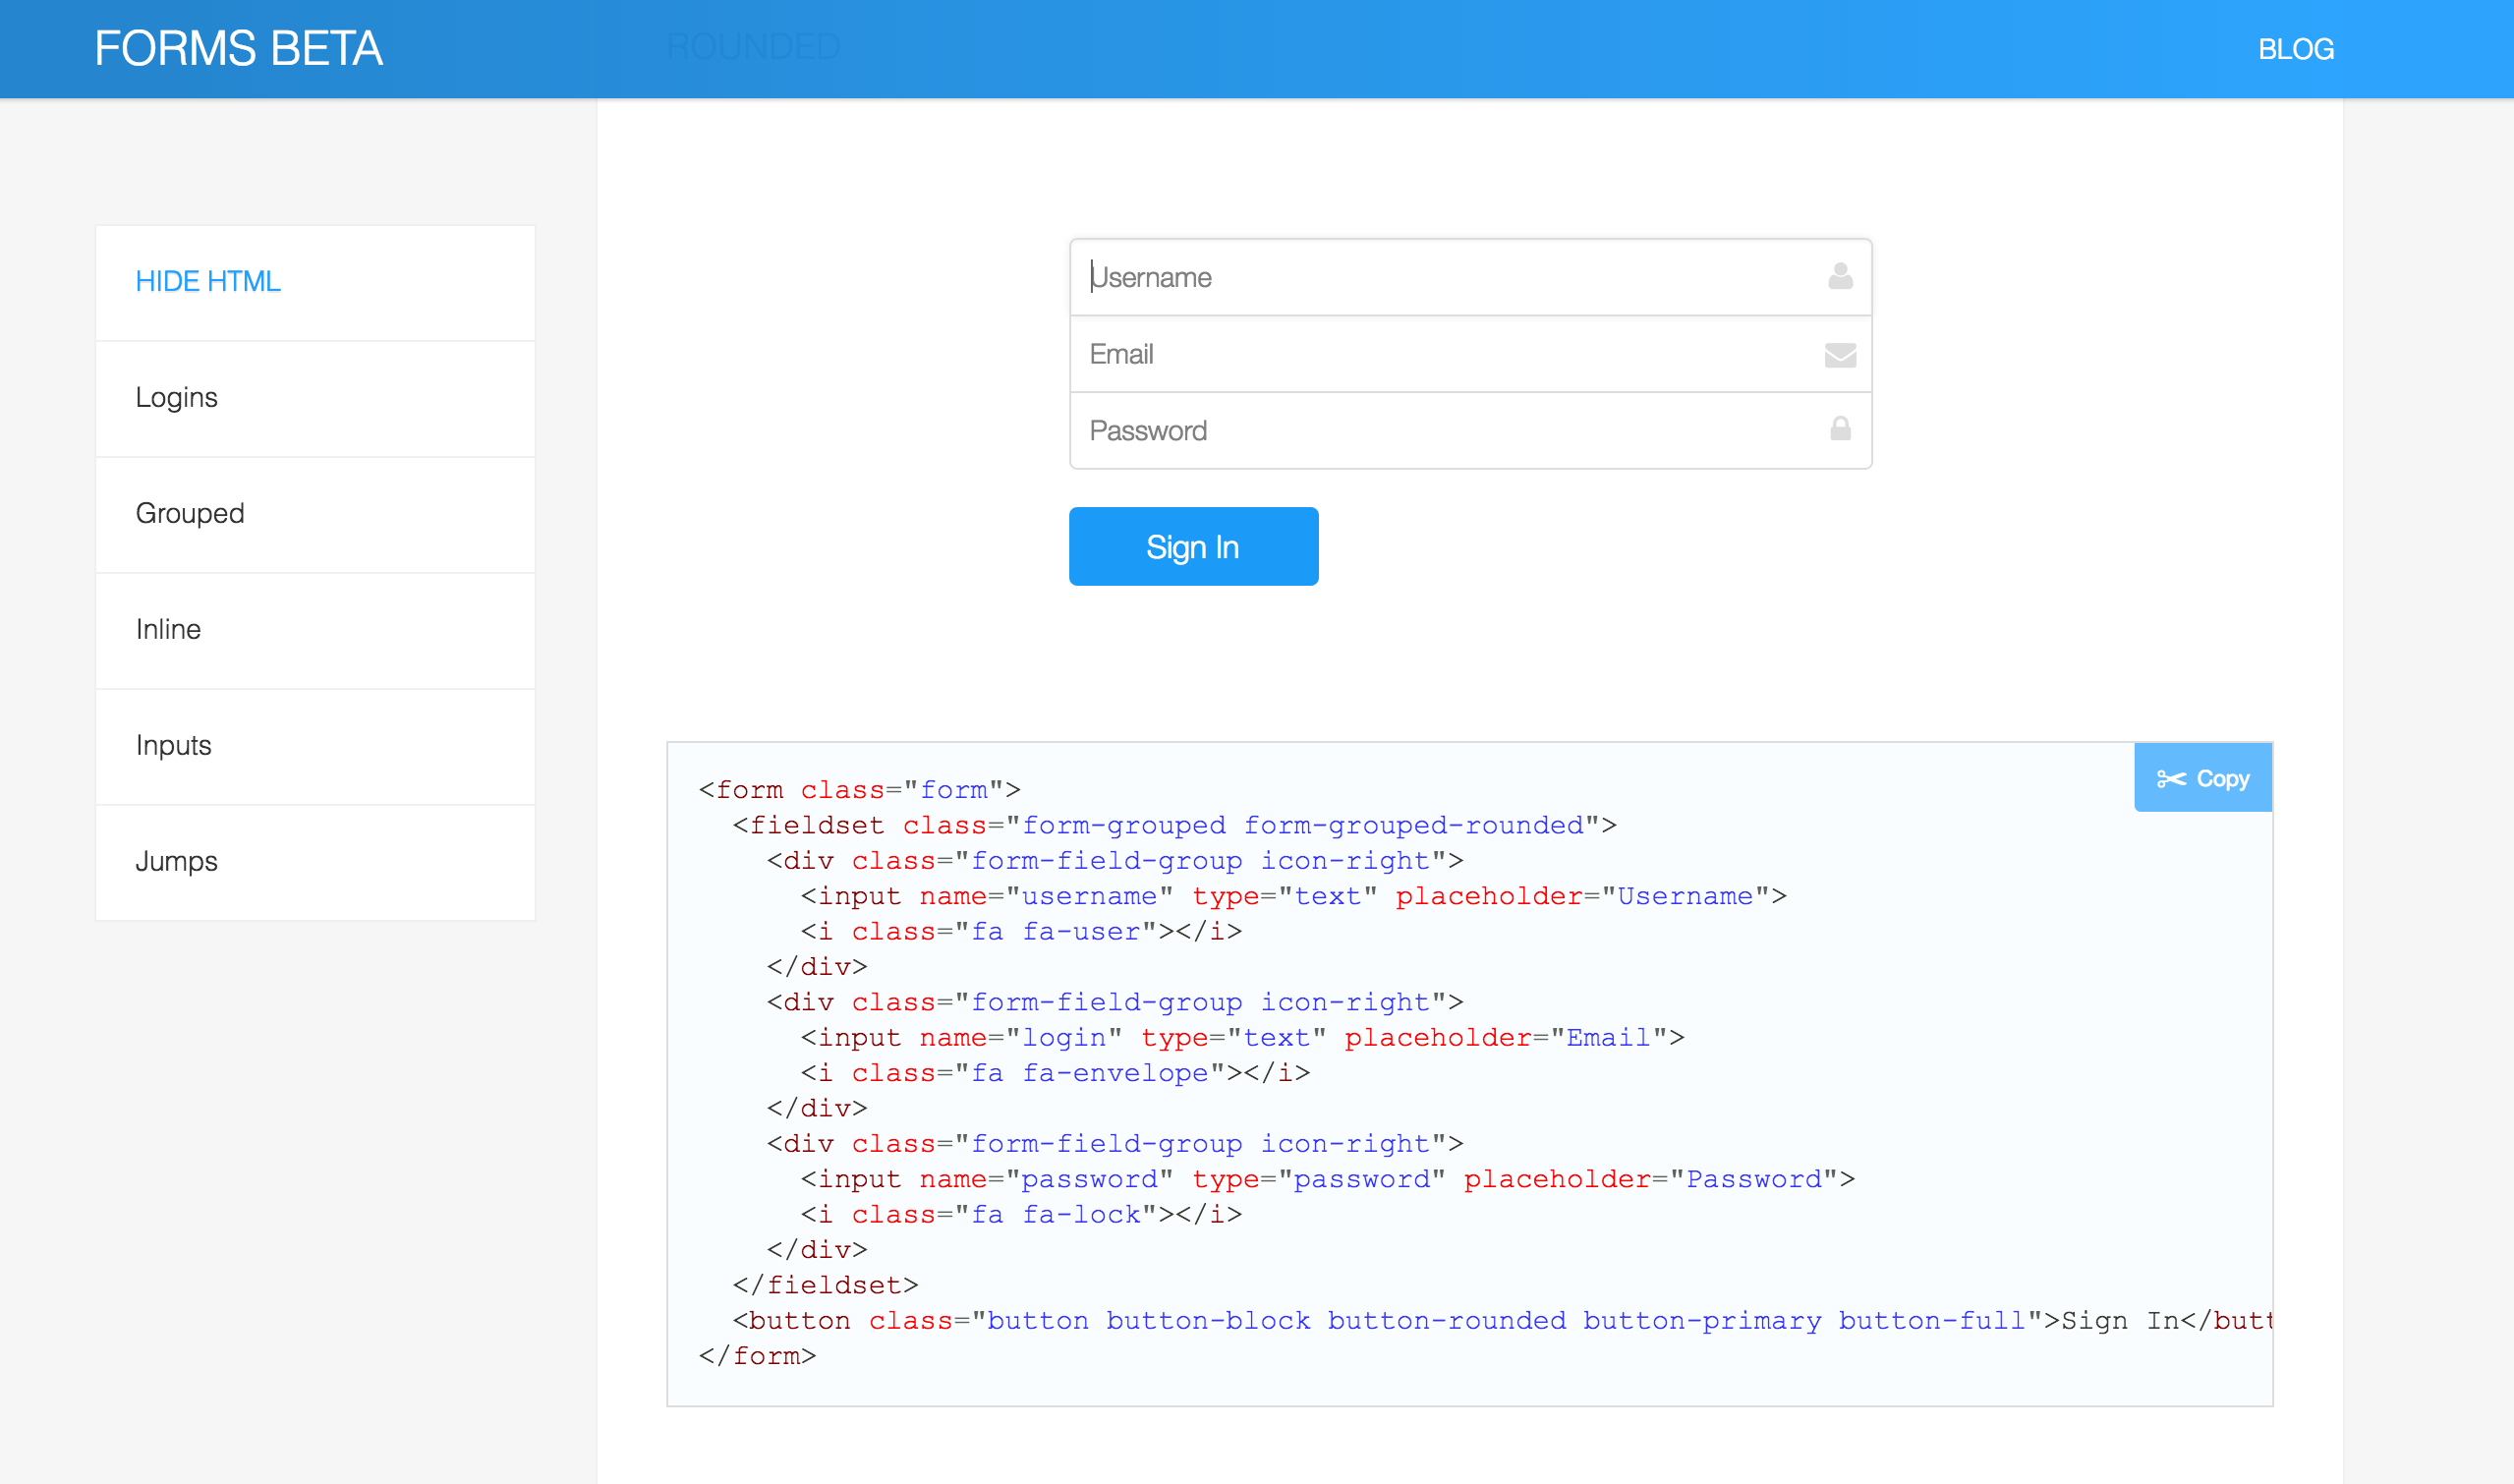 FORMS BETA
ROUNDED
BLOG
HIDE HTML
Logins
Grouped
Inline
Inputs
Jumps
Username
Email
Password
Sign In
Copy
<form class="form">
  <fieldset class="form-grouped form-grouped-rounded">
    <div class="form-field-group icon-right">
      <input name="username" type="text" placeholder="Username">
      <i class="fa fa-user"></i>
    </div>
    <div class="form-field-group icon-right">
      <input name="login" type="text" placeholder="Email">
      <i class="fa fa-envelope"></i>
    </div>
    <div class="form-field-group icon-right">
      <input name="password" type="password" placeholder="Password">
      <i class="fa fa-lock"></i>
    </div>
  </fieldset>
  <button class="button button-block button-rounded button-primary button-full">Sign In</butt
</form>